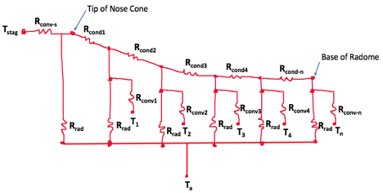 Tip of Nose Cone
Rconv-s
Tstag
Rcond1
Rcond2
Rcond3
Rcond4
Rcond-n
Base of Radome
Rconv1
Rconv2
Rconv3
Rconv4
Rconv-n
Rrad
Rrad
Rrad
Rrad
Rrad
Rrad
T1
T2
T3
T4
Tn
Ta